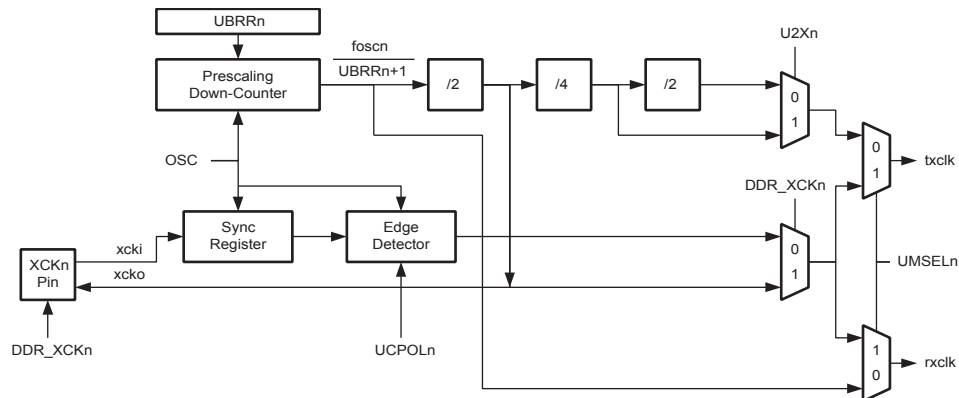 UBRRn
foscn
UBRRn+1
U2Xn
Prescaling
Down-Counter
/2
/4
/2
0
1
OSC
0
1
txclk
DDR_XCKn
Sync
Register
Edge
Detector
xcki
0
1
XCKn
Pin
xcko
UMSELn
DDR_XCKn
UCPOLn
1
0
rxclk